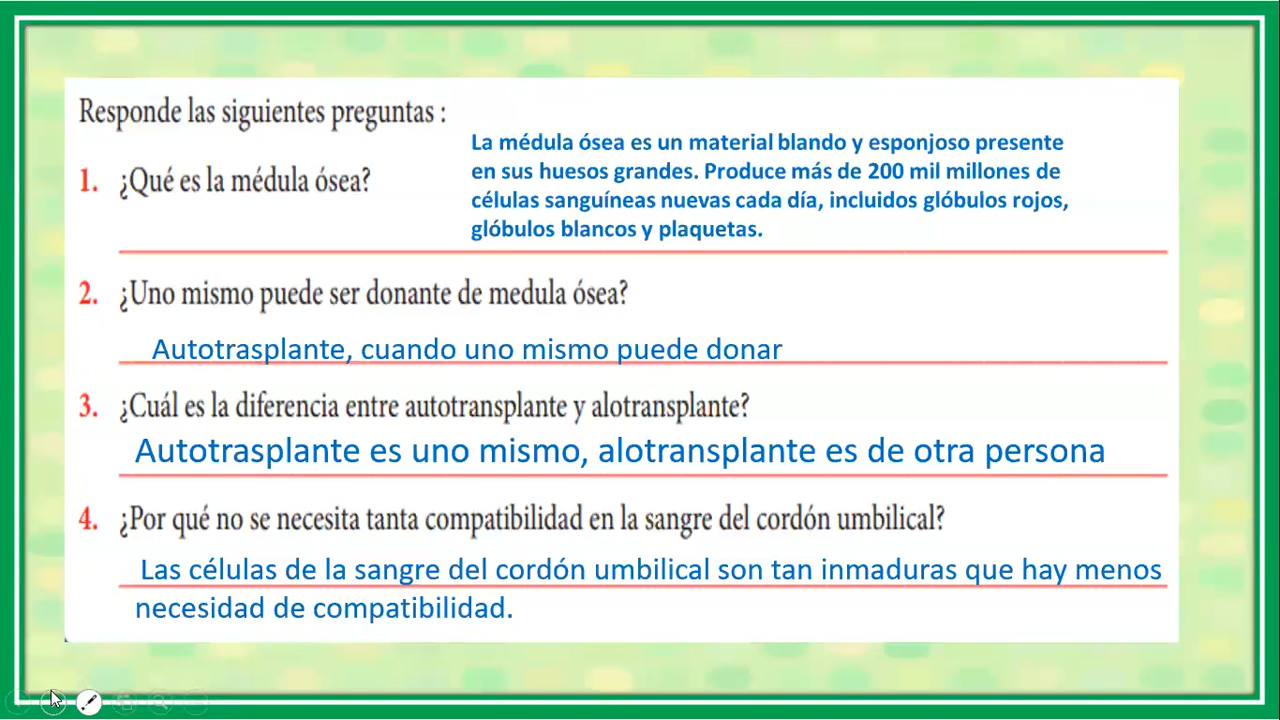 Responde las siguientes preguntas :
1. ¿Qué es la médula ósea?
La médula ósea es un material blando y esponjoso presente
en sus huesos grandes. Produce más de 200 mil millones de
células sanguíneas nuevas cada día, incluidos glóbulos rojos,
glóbulos blancos y plaquetas.
2. ¿Uno mismo puede ser donante de medula ósea?
Autotrasplante, cuando uno mismo puede donar
3. ¿Cuál es la diferencia entre autotransplante y alotransplante?
Autotrasplante es uno mismo, alotransplante es de otra persona
4. ¿Por qué no se necesita tanta compatibilidad en la sangre del cordón umbilical?
Las células de la sangre del cordón umbilical son tan inmaduras que hay menos
necesidad de compatibilidad.